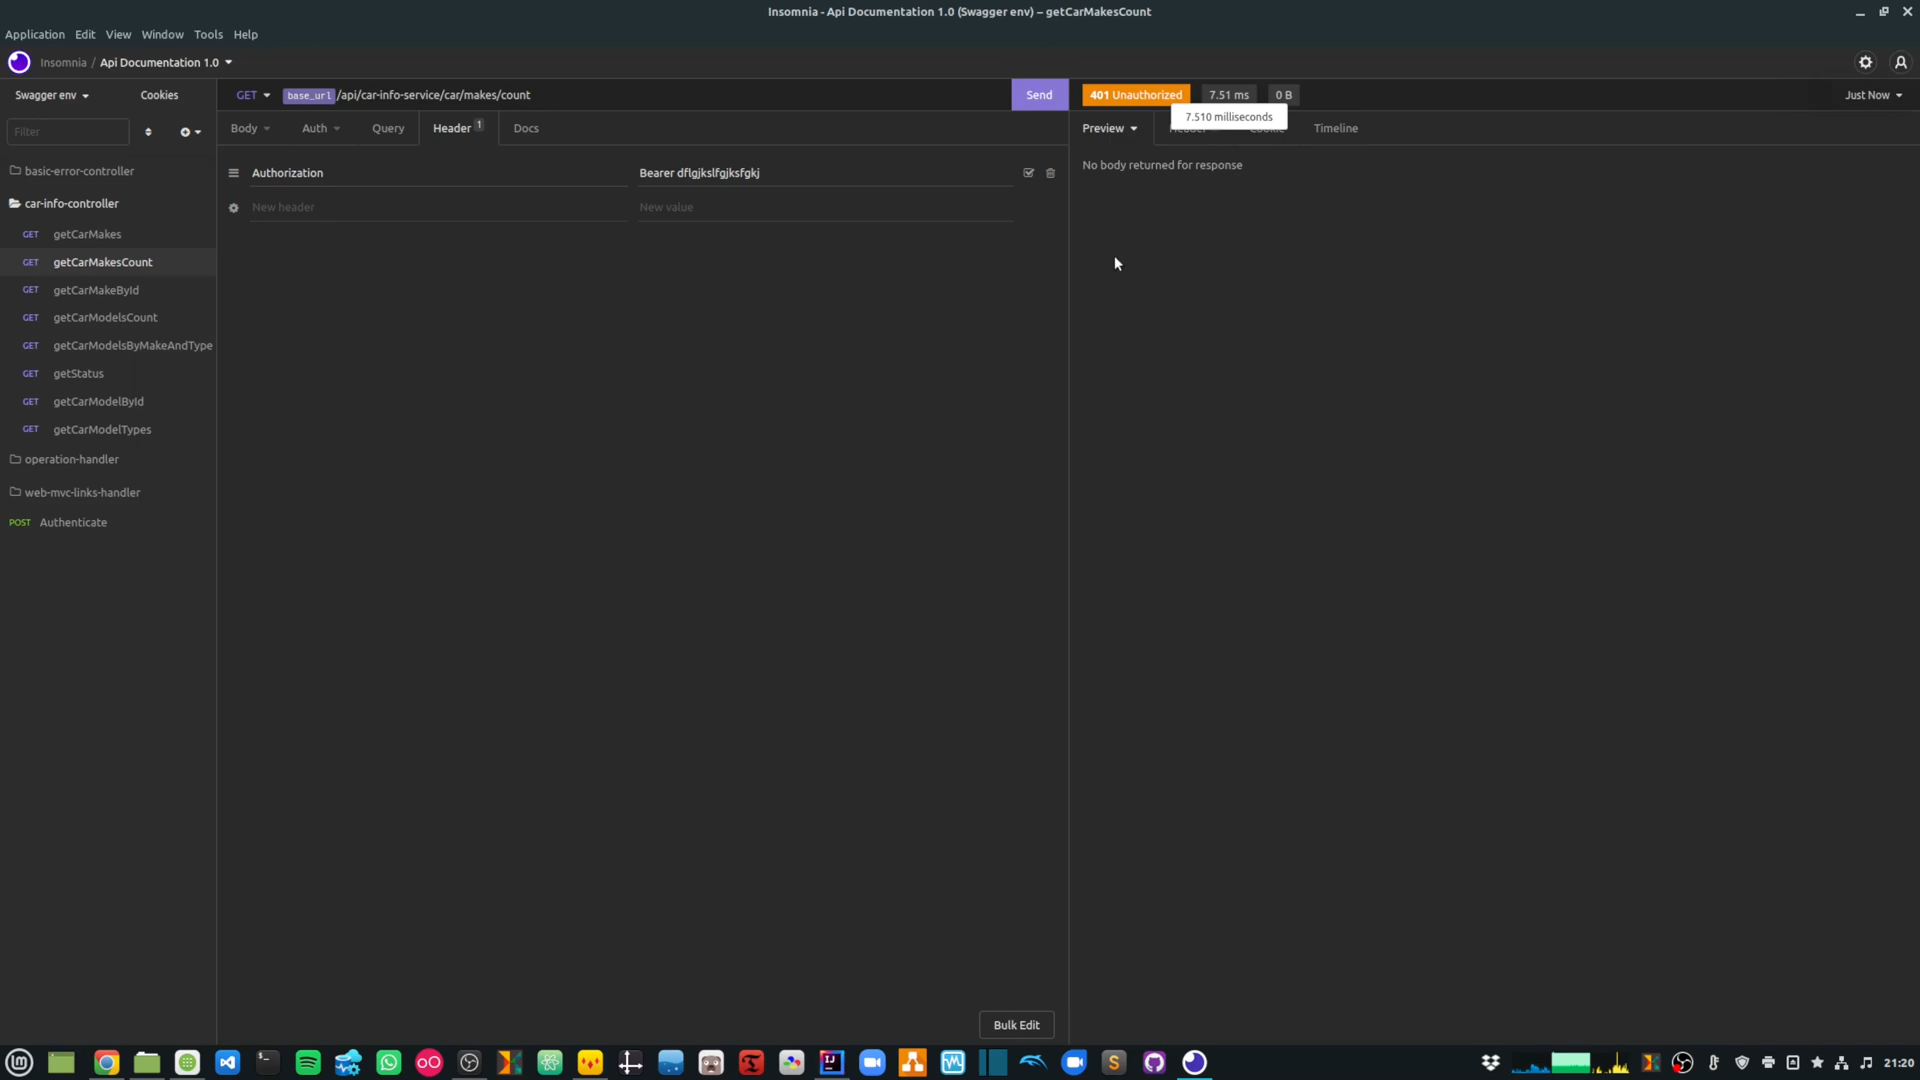 Insomnia - Api Documentation 1.0 (Swagger env) – getCarMakesCount
Application Edit View Window Tools Help
Insomnia / Api Documentation 1.0
Swagger env
Cookies
GET
base_url/api/car-info-service/car/makes/count
Send
401 Unauthorized
7.51 ms
0 B
Just Now
7.510 milliseconds
Filter
Body
Auth
Query
Header 1
Docs
Preview
Header
Cookie
Timeline
basic-error-controller
car-info-controller
GET getCarMakes
GET getCarMakesCount
GET getCarMakeById
GET getCarModelsCount
GET getCarModelsByMakeAndType
GET getStatus
GET getCarModelById
GET getCarModelTypes
operation-handler
web-mvc-links-handler
POST Authenticate
Authorization
Bearer dflgjkslfgjksfgkj
New header
New value
No body returned for response
Bulk Edit
21:20